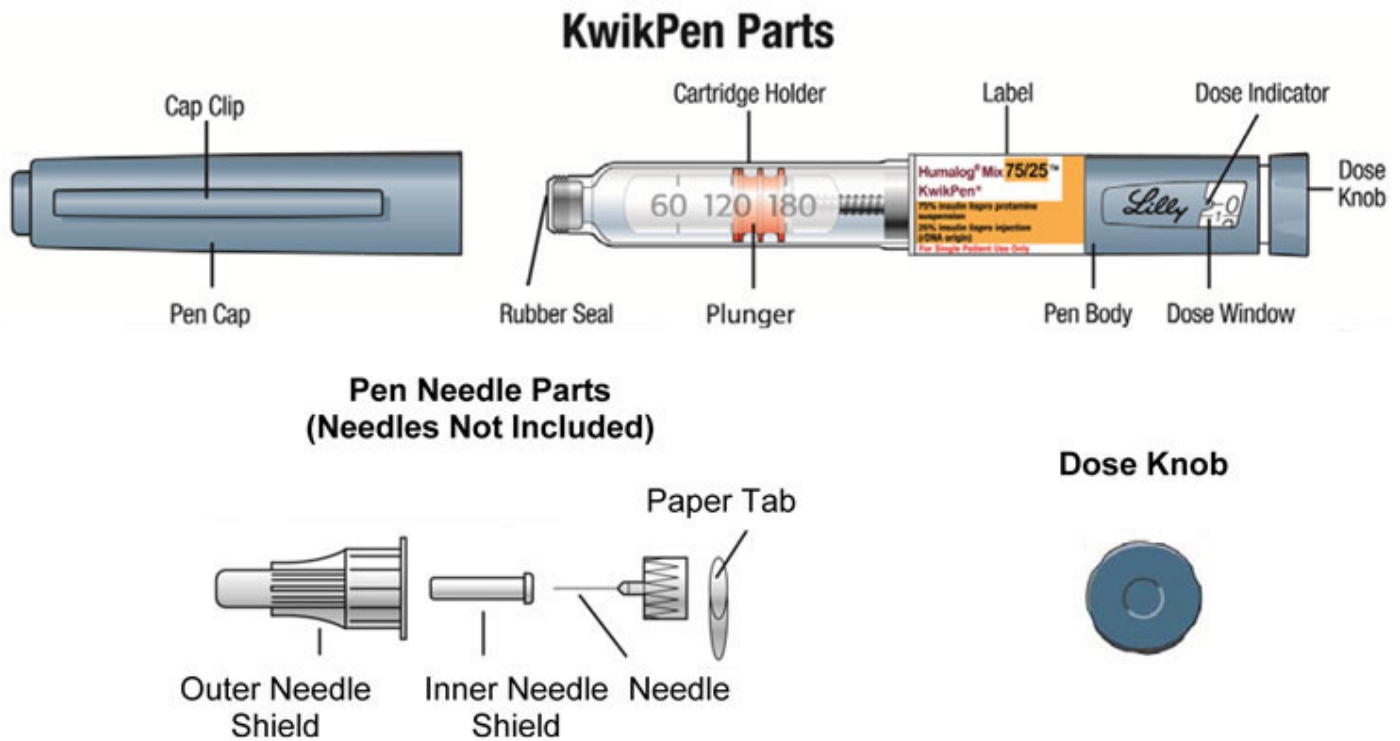 KwikPen Parts
Cap Clip
Cartridge Holder
Label
Dose Indicator
Humalog® Mix 75/25™
KwikPen®
75% insulin lispro protamine
suspension
25% insulin lispro injection
(rDNA origin)
For Single Patient Use Only
60 120 180
Lilly
0
1
Dose
Knob
Pen Cap
Rubber Seal
Plunger
Pen Body
Dose Window
Pen Needle Parts
(Needles Not Included)
Dose Knob
Paper Tab
Outer Needle
Shield
Inner Needle
Shield
Needle